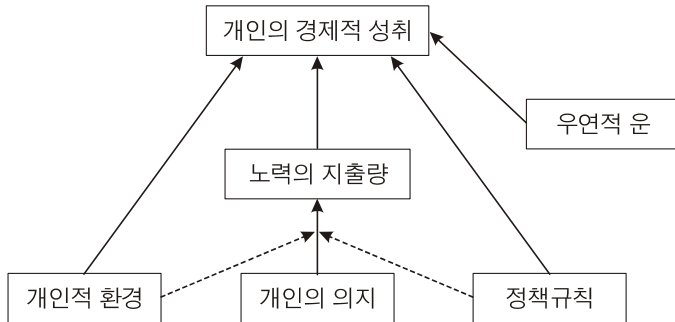 개인의 경제적 성취
우연적 운
노력의 지출량
개인적 환경
개인의 의지
정책규칙